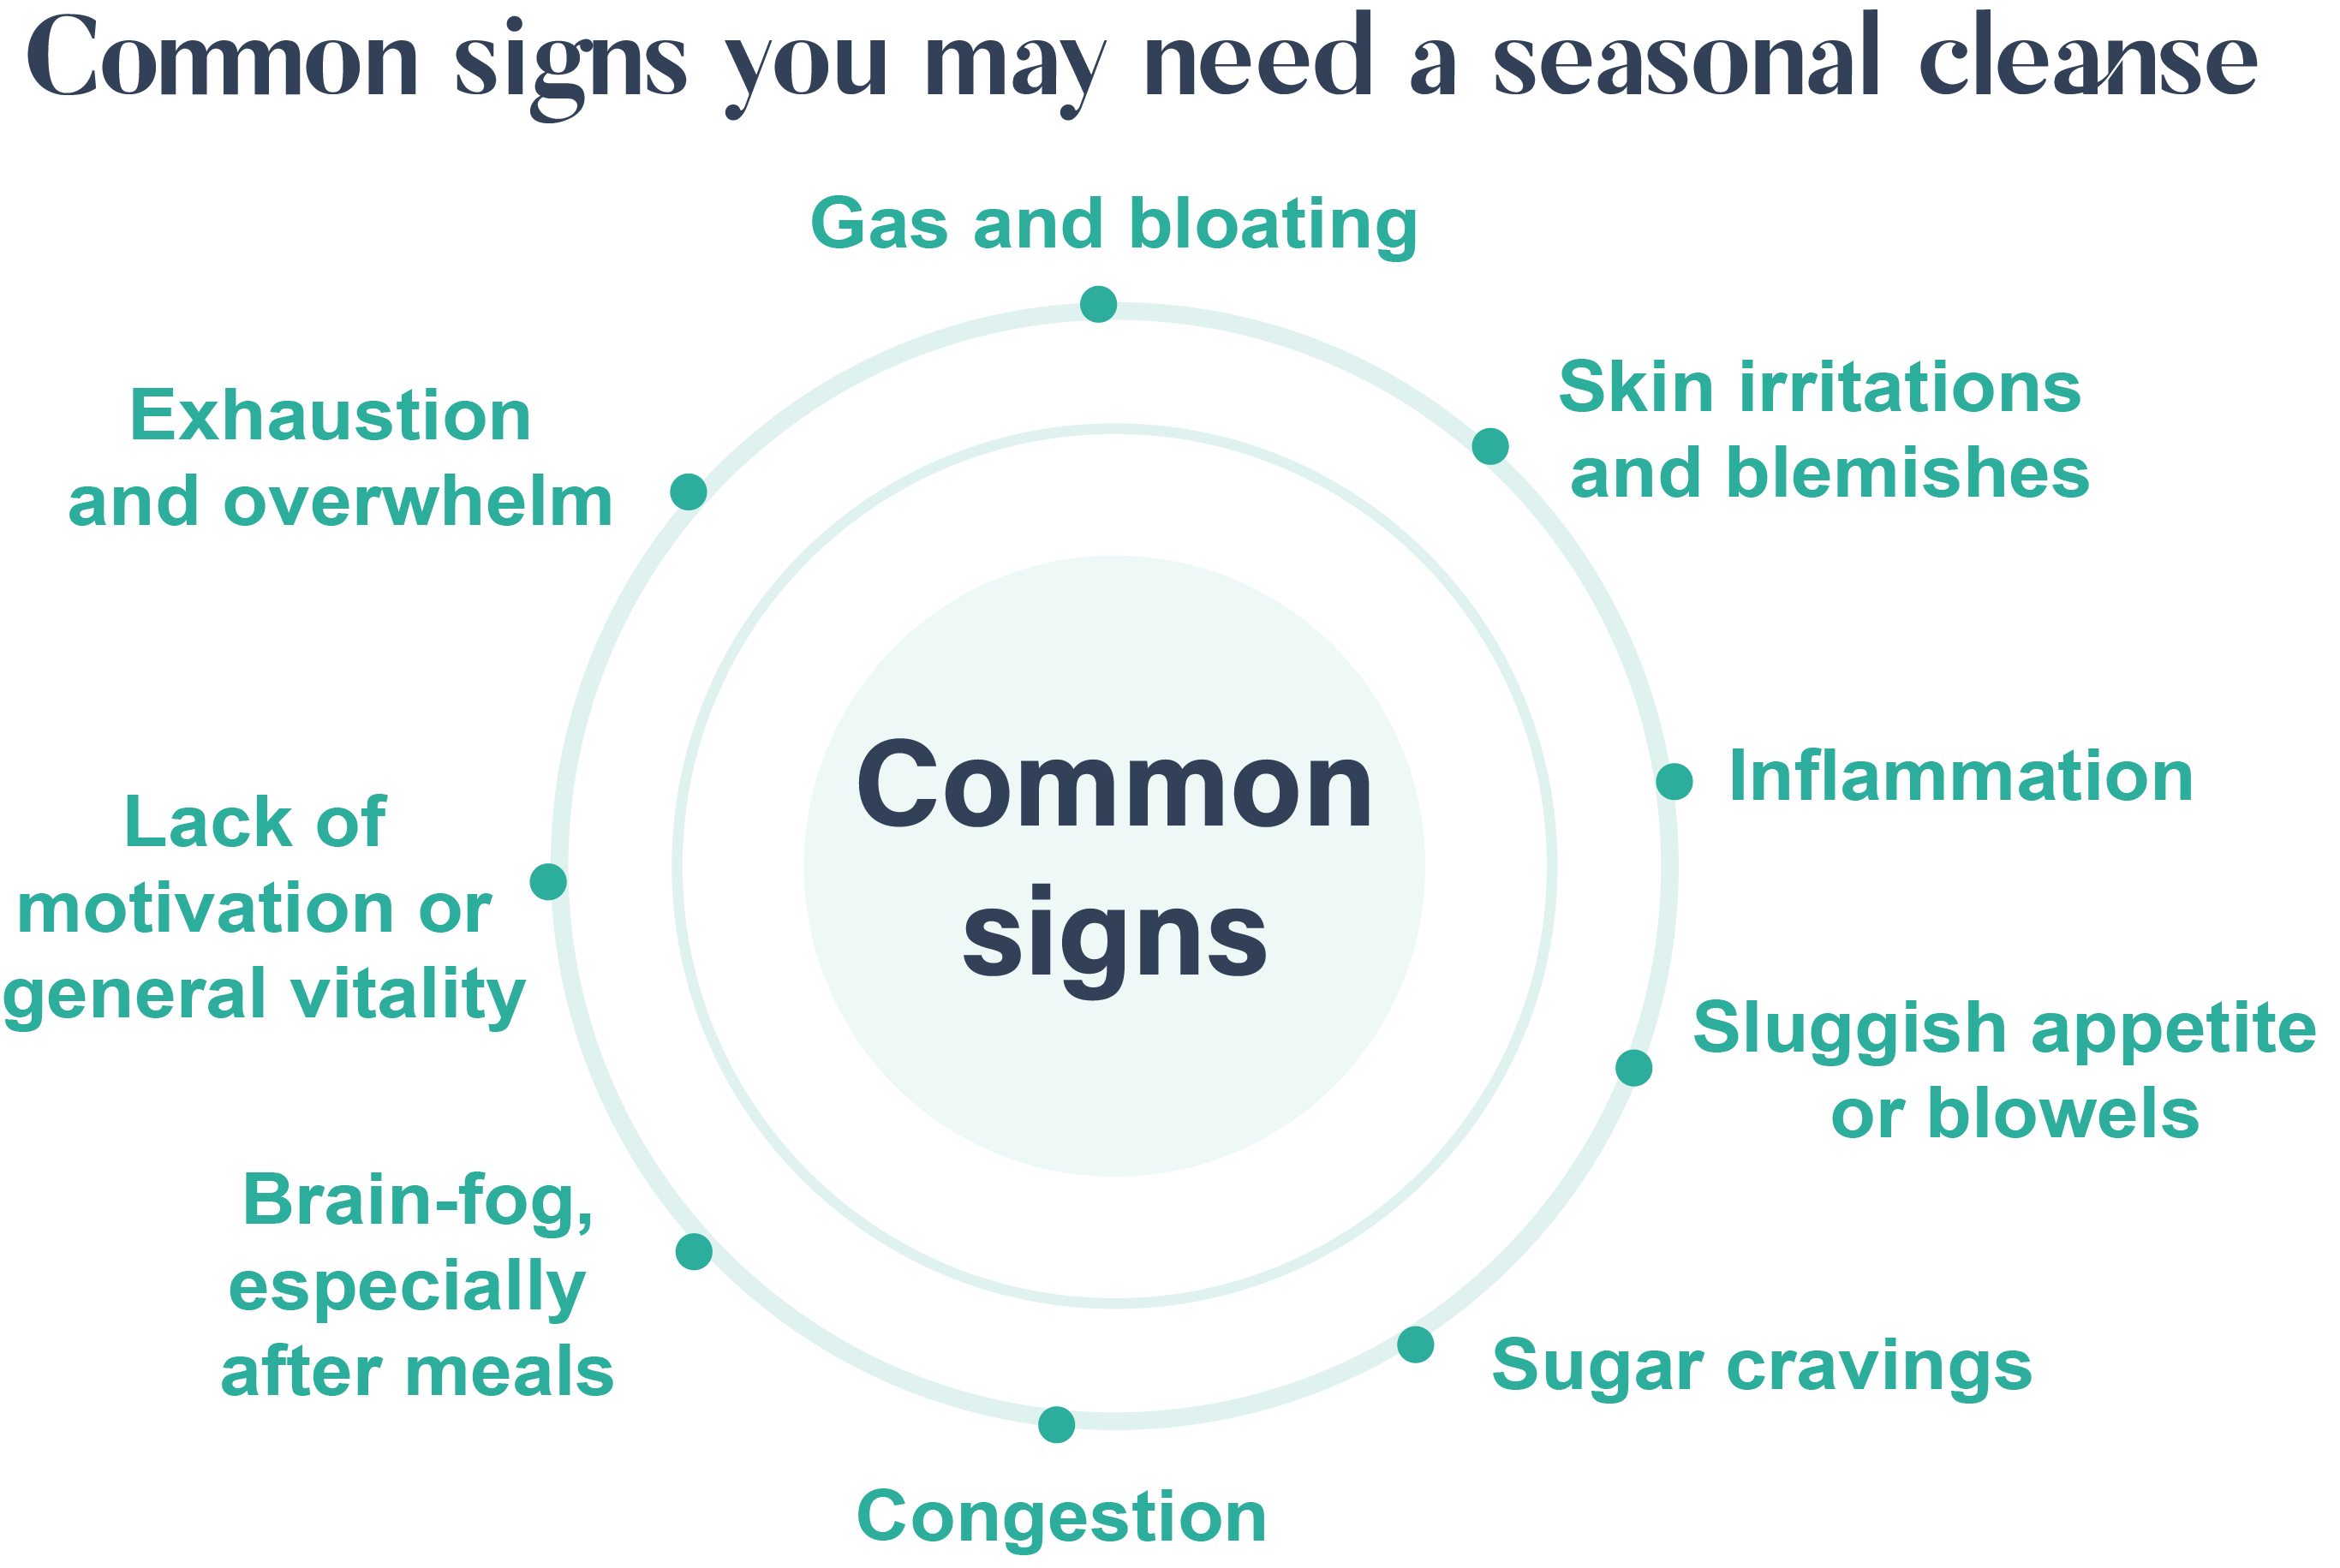 Common signs you may need a seasonal cleanse
Gas and bloating
Skin irritations
and blemishes
Inflammation
Sluggish appetite
or blowels
Sugar cravings
Congestion
Brain-fog,
especially
after meals
Lack of
motivation or
general vitality
Exhaustion
and overwhelm
Common
signs